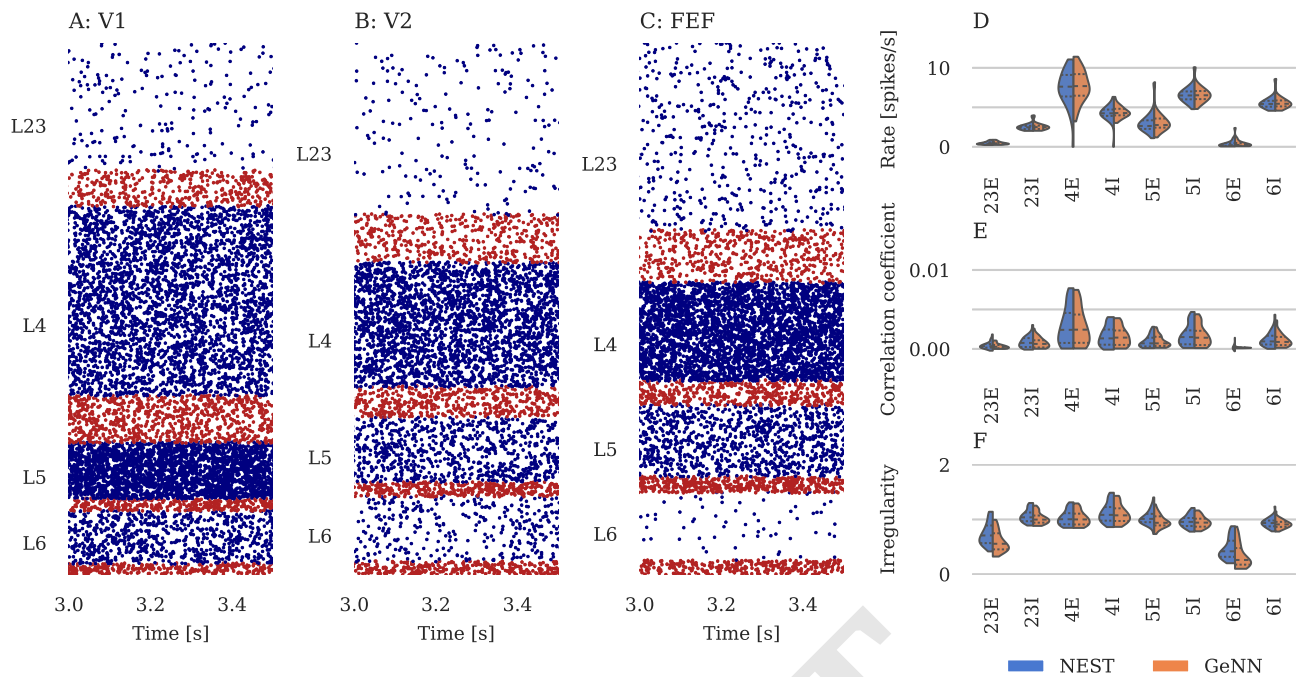 A: V1
L23
L4
L5
L6
3.0 3.2 3.4
Time [s]
B: V2
L23
L4
L5
L6
3.0 3.2 3.4
Time [s]
C: FEF
L23
L4
L5
L6
3.0 3.2 3.4
Time [s]
D
Rate [spikes/s]
10
0
23E 23I 4E 4I 5E 5I 6E 6I
E
Correlation coefficient
0.01
0.00
23E 23I 4E 4I 5E 5I 6E 6I
F
Irregularity
2
0
23E 23I 4E 4I 5E 5I 6E 6I
NEST GeNN
T